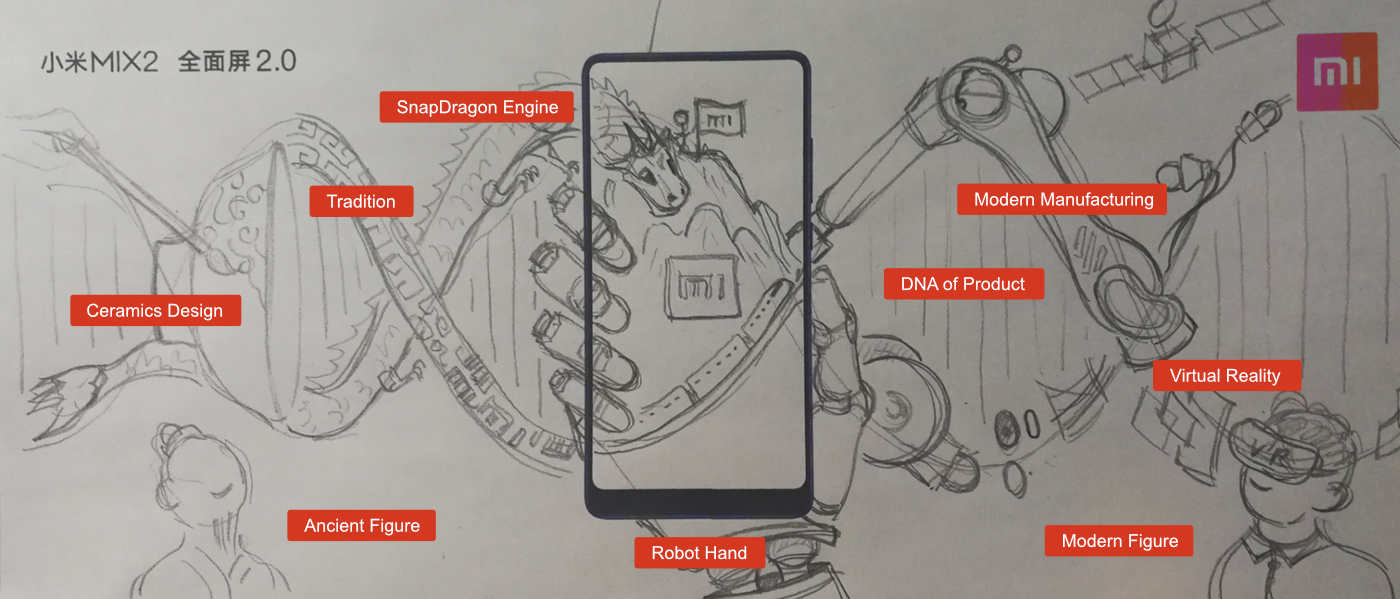 小米MIX2 全面屏2.0
mi
SnapDragon Engine
mi
Tradition
Modern Manufacturing
DNA of Product
mi
Ceramics Design
Virtual Reality
VR
Ancient Figure
Modern Figure
Robot Hand